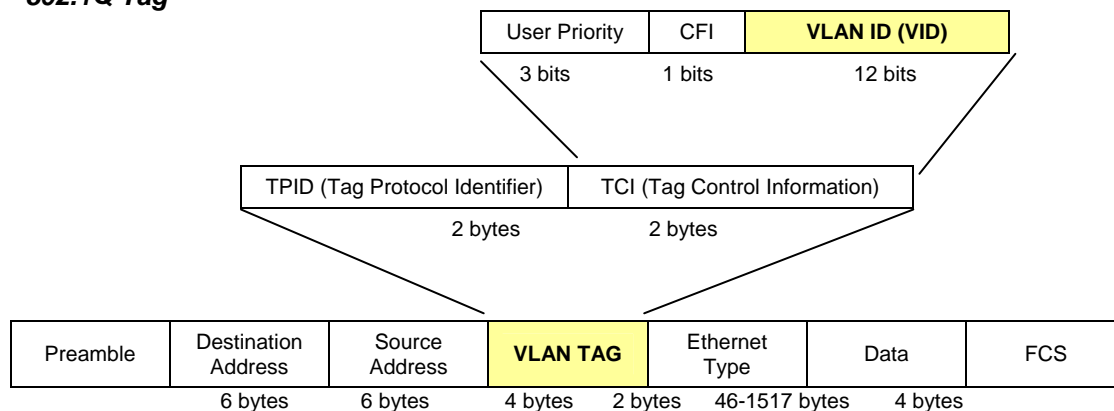 802.1Q Tag
User Priority CFI VLAN ID (VID)
3 bits 1 bits 12 bits
TPID (Tag Protocol Identifier) TCI (Tag Control Information)
2 bytes 2 bytes
Preamble Destination Address Source Address VLAN TAG Ethernet Type Data FCS
6 bytes 6 bytes 4 bytes 2 bytes 46-1517 bytes 4 bytes